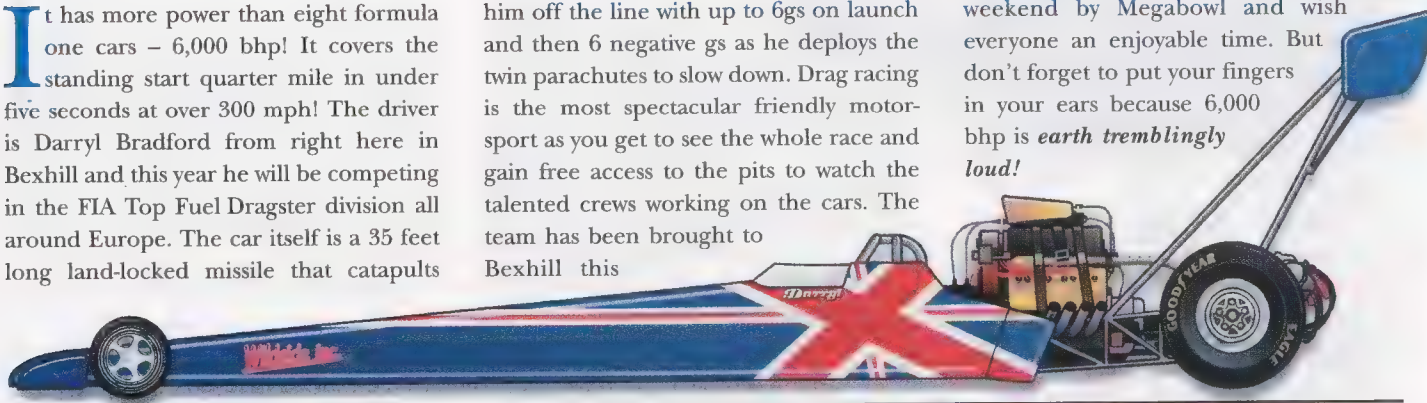 It has more power than eight formula
one cars – 6,000 bhp! It covers the
standing start quarter mile in under
five seconds at over 300 mph! The driver
is Darryl Bradford from right here in
Bexhill and this year he will be competing
in the FIA Top Fuel Dragster division all
around Europe. The car itself is a 35 feet
long land-locked missile that catapults
him off the line with up to 6gs on launch
and then 6 negative gs as he deploys the
twin parachutes to slow down. Drag racing
is the most spectacular friendly motor-
sport as you get to see the whole race and
gain free access to the pits to watch the
talented crews working on the cars. The
team has been brought to
Bexhill this
weekend by Megabowl and wish
everyone an enjoyable time. But
don't forget to put your fingers
in your ears because 6,000
bhp is earth tremblingly
loud!
Darryl
GOODYEAR
EAGLE